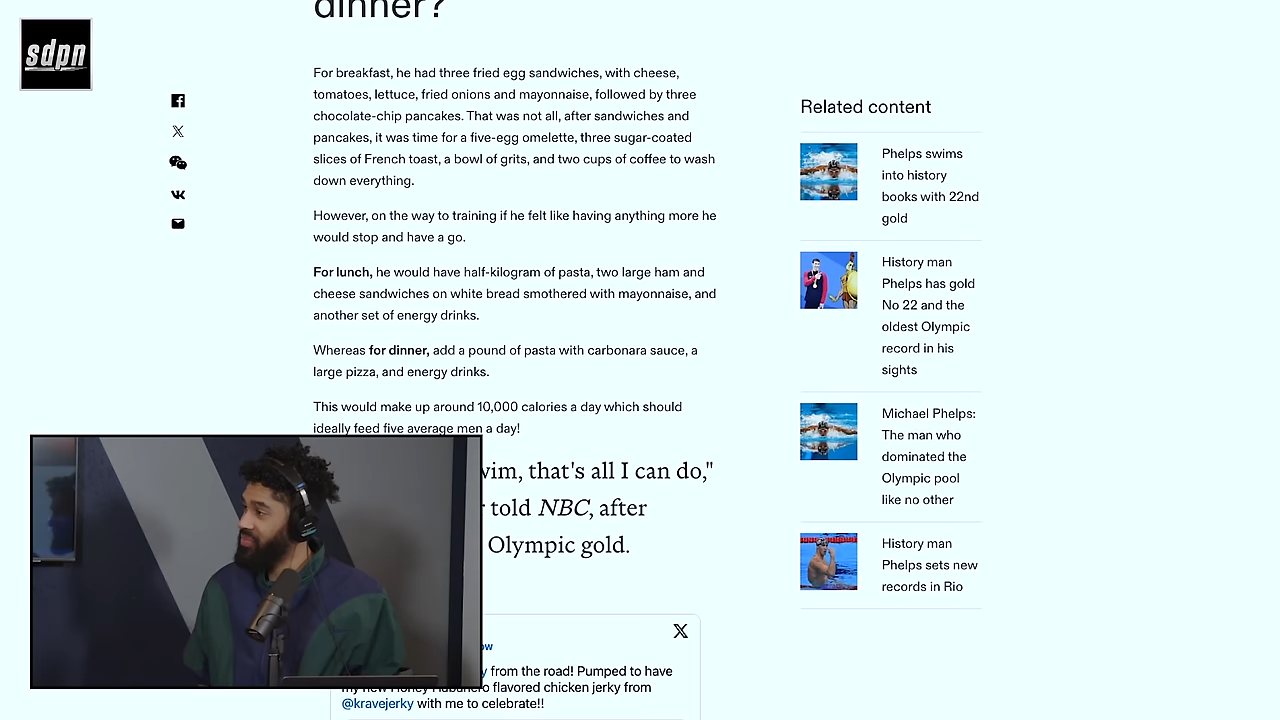 dinner?
sdpn
For breakfast, he had three fried egg sandwiches, with cheese,
tomatoes, lettuce, fried onions and mayonnaise, followed by three
chocolate-chip pancakes. That was not all, after sandwiches and
pancakes, it was time for a five-egg omelette, three sugar-coated
slices of French toast, a bowl of grits, and two cups of coffee to wash
down everything.
However, on the way to training if he felt like having anything more he
would stop and have a go.
For lunch, he would have half-kilogram of pasta, two large ham and
cheese sandwiches on white bread smothered with mayonnaise, and
another set of energy drinks.
Whereas for dinner, add a pound of pasta with carbonara sauce, a
large pizza, and energy drinks.
This would make up around 10,000 calories a day which should
ideally feed five average men a day!
that's all I can do,"
told NBC, after
Olympic gold.
from the road! Pumped to have
flavored chicken jerky from
@kravejerky with me to celebrate!!
Related content
Phelps swims
into history
books with 22nd
gold
History man
Phelps has gold
No 22 and the
oldest Olympic
record in his
sights
Michael Phelps:
The man who
dominated the
Olympic pool
like no other
History man
Phelps sets new
records in Rio